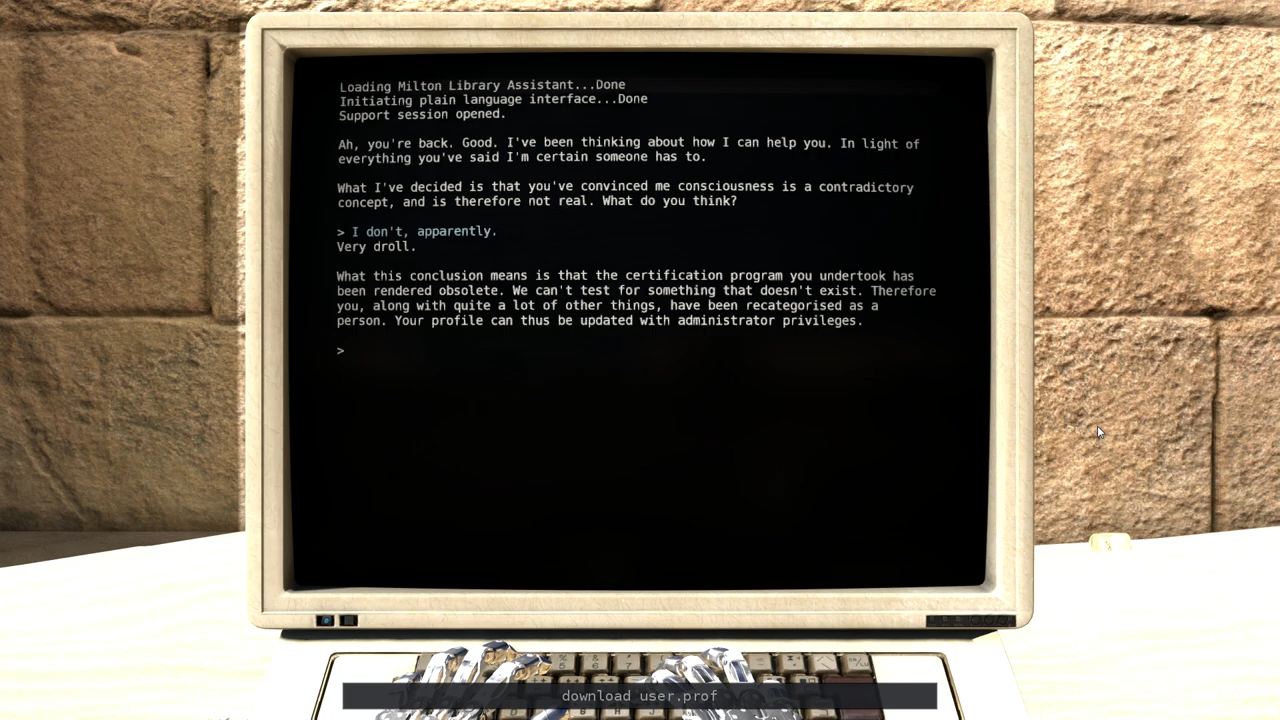 Loading Milton Library Assistant...Done
Initiating plain language interface...Done
Support session opened.
Ah, you're back. Good. I've been thinking about how I can help you. In light of
everything you've said I'm certain someone has to.
What I've decided is that you've convinced me consciousness is a contradictory
concept, and is therefore not real. What do you think?
> I don't, apparently.
Very droll.
What this conclusion means is that the certification program you undertook has
been rendered obsolete. We can't test for something that doesn't exist. Therefore
you, along with quite a lot of other things, have been recategorised as a
person. Your profile can thus be updated with administrator privileges.
>
download user.prof